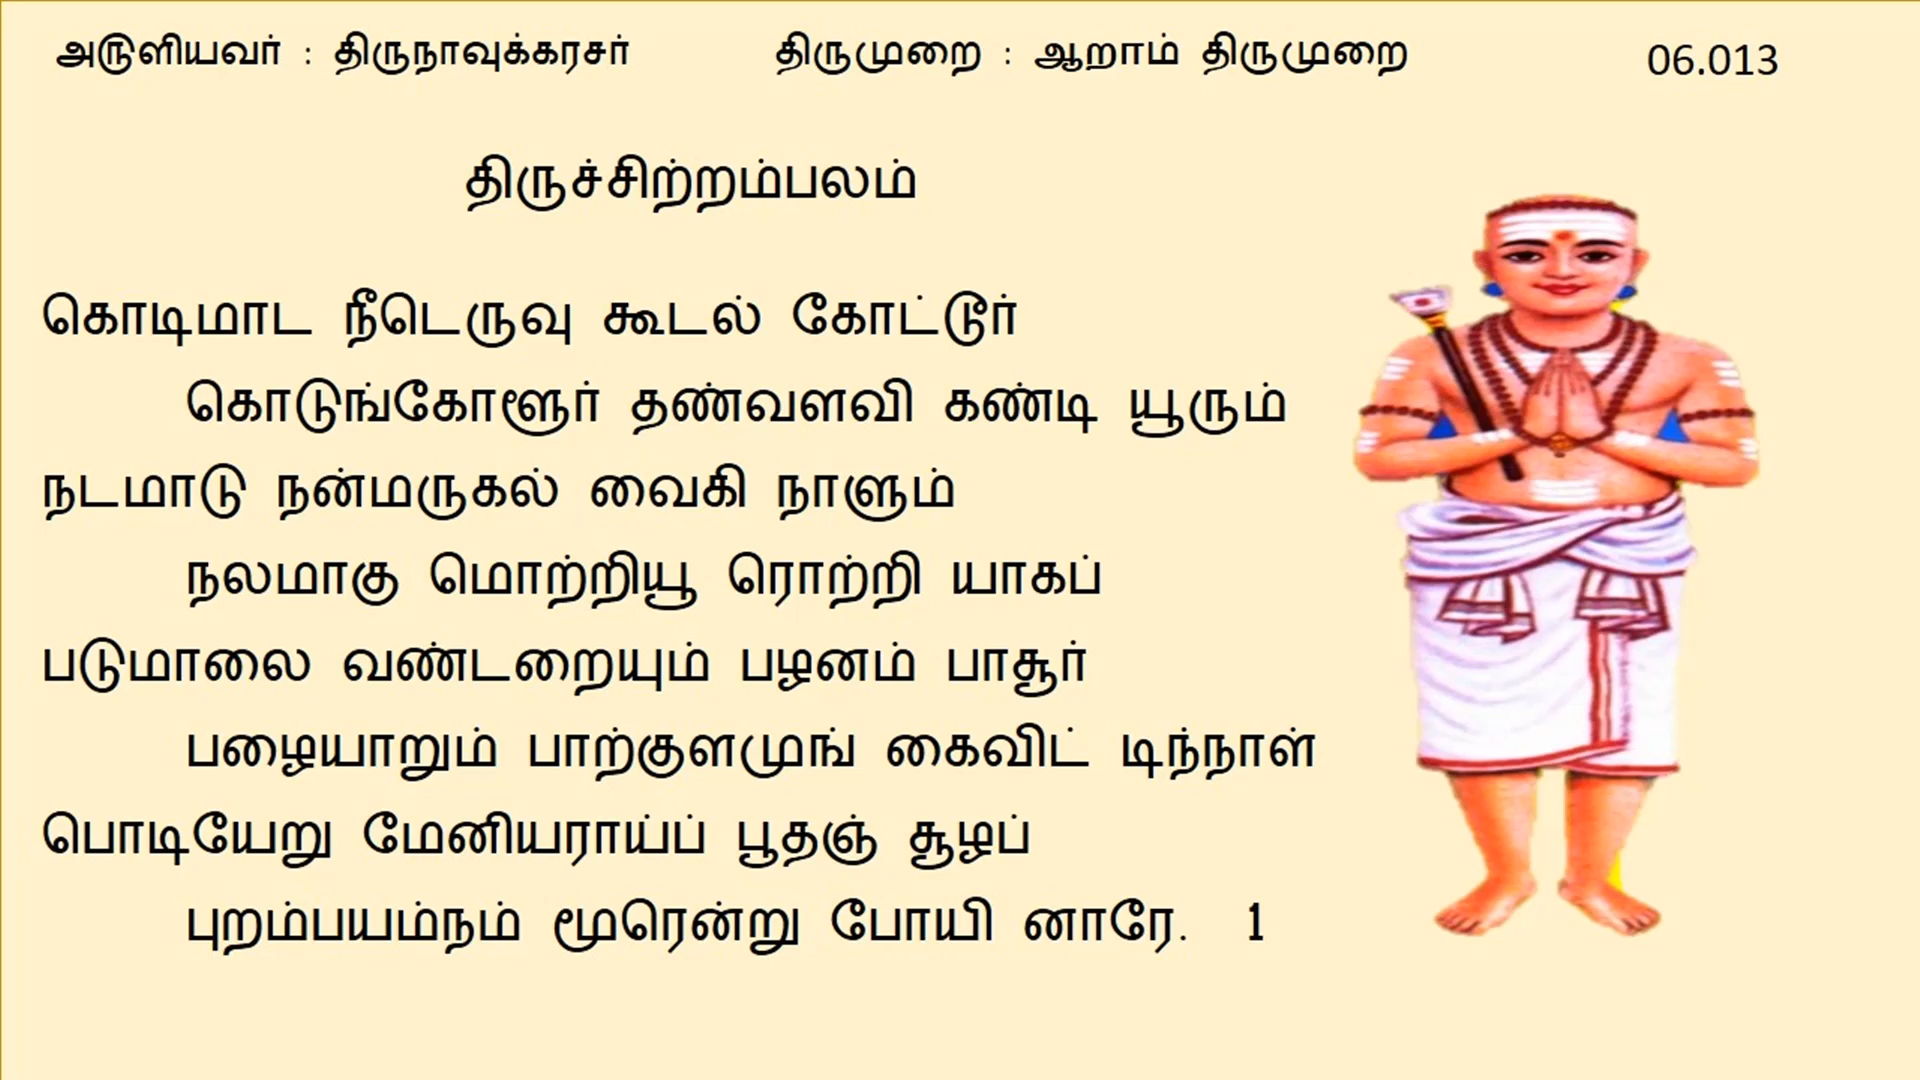 அருளியவர் : திருநாவுக்கரசர் திருமுறை : ஆறாம் திருமுறை 06.013
திருச்சிற்றம்பலம்
கொடிமாட நீடெருவு கூடல் கோட்டூர்
கொடுங்கோளூர் தண்வளவி கண்டி யூரும்
நடமாடு நன்மருகல் வைகி நாளும்
நலமாகு மொற்றியூ ரொற்றி யாகப்
படுமாலை வண்டறையும் பழனம் பாசூர்
பழையாறும் பாற்குளமுங் கைவிட் டிந்நாள்
பொடியேறு மேனியராய்ப் பூதஞ் சூழப்
புறம்பயம்நம் மூரென்று போயி னாரே. 1